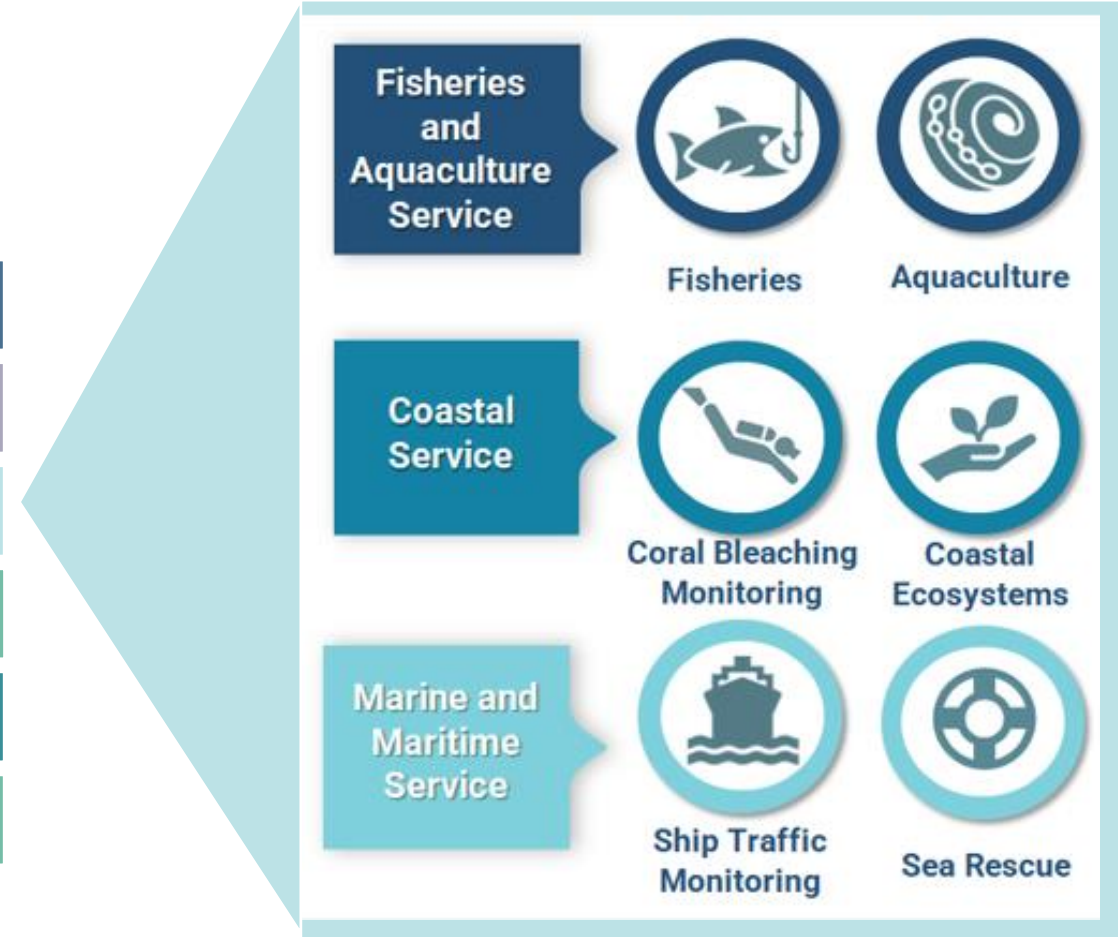 Fisheries
and
Aquaculture
Service
Fisheries
Aquaculture
Coastal
Service
Coral Bleaching
Monitoring
Coastal
Ecosystems
Marine and
Maritime
Service
Ship Traffic
Monitoring
Sea Rescue